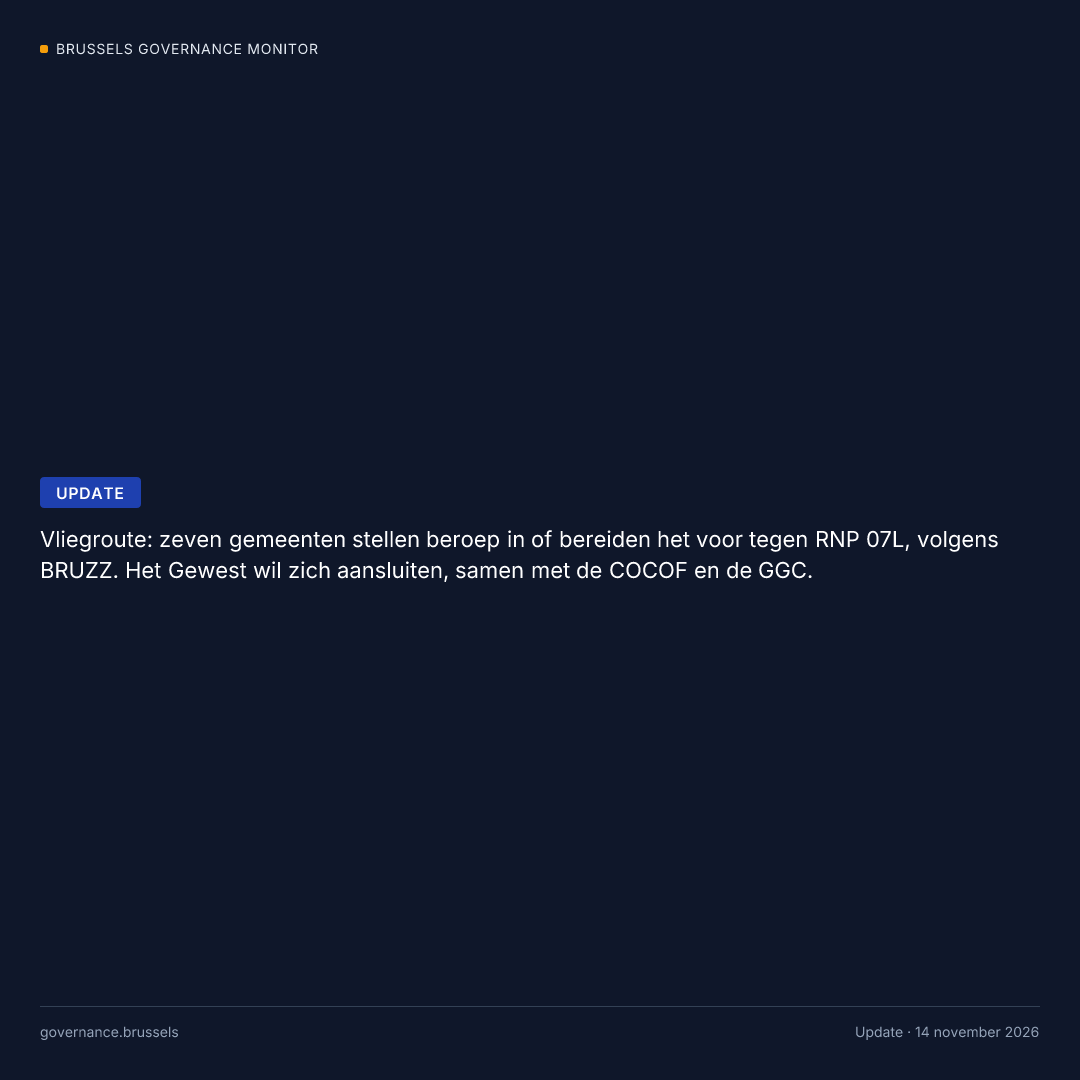 BRUSSELS GOVERNANCE MONITOR
UPDATE
Vliegroute: zeven gemeenten stellen beroep in of bereiden het voor tegen RNP 07L, volgens
BRUZZ. Het Gewest wil zich aansluiten, samen met de COCOF en de GGC.
governance.brussels
Update · 14 november 2026